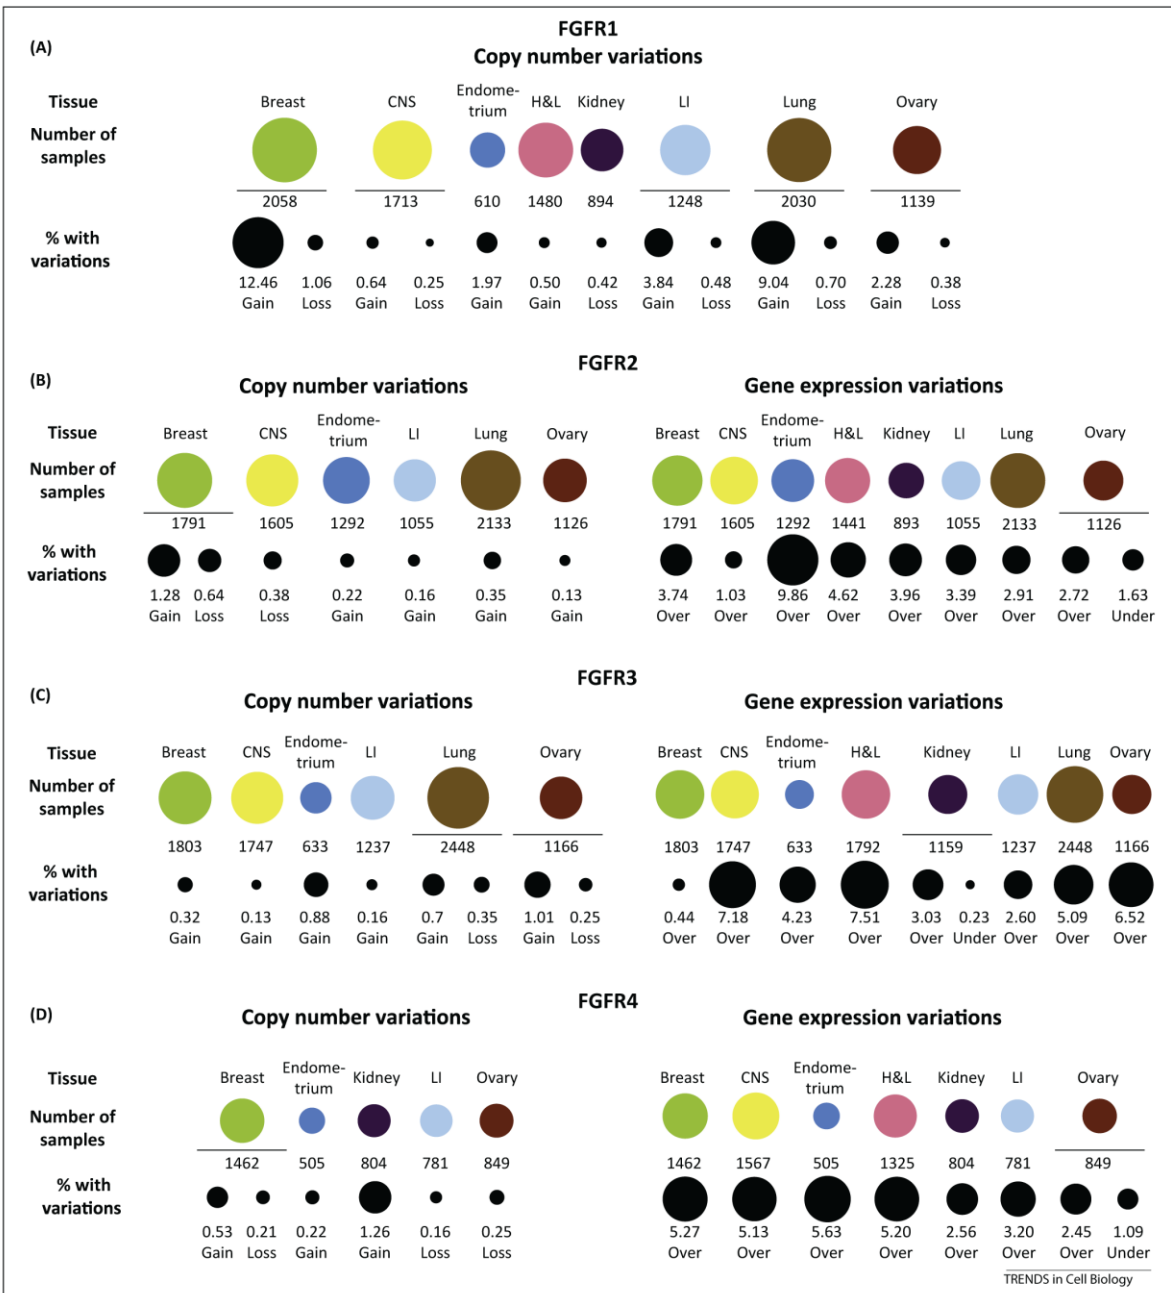 FGFR1
(A)
Copy number variations
Tissue Breast CNS Endome-trium H&L Kidney LI Lung Ovary
Number of samples
2058 1713 610 1480 894 1248 2030 1139
% with variations
12.46 1.06 0.64 0.25 1.97 0.50 0.42 3.84 0.48 9.04 0.70 2.28 0.38
Gain Loss Gain Loss Gain Gain Loss Gain Loss Gain Loss Gain Loss
FGFR2
(B)
Copy number variations
Tissue Breast CNS Endome-trium LI Lung Ovary
Number of samples
1791 1605 1292 1055 2133 1126
% with variations
1.28 0.64 0.38 0.22 0.16 0.35 0.13
Gain Loss Loss Gain Gain Gain Gain
Gene expression variations
Breast CNS Endome-trium H&L Kidney LI Lung Ovary
1791 1605 1292 1441 893 1055 2133 1126
3.74 1.03 9.86 4.62 3.96 3.39 2.91 2.72 1.63
Over Over Over Over Over Over Over Over Under
FGFR3
(C)
Copy number variations
Tissue Breast CNS Endome-trium LI Lung Ovary
Number of samples
1803 1747 633 1237 2448 1166
% with variations
0.32 0.13 0.88 0.16 0.7 0.35 1.01 0.25
Gain Gain Gain Gain Gain Loss Gain Loss
Gene expression variations
Breast CNS Endome-trium H&L Kidney LI Lung Ovary
1803 1747 633 1792 1159 1237 2448 1166
0.44 7.18 4.23 7.51 3.03 0.23 2.60 5.09 6.52
Over Over Over Over Over Under Over Over Over
FGFR4
(D)
Copy number variations
Tissue Breast Endome-trium Kidney LI Ovary
Number of samples
1462 505 804 781 849
% with variations
0.53 0.21 0.22 1.26 0.16 0.25
Gain Loss Gain Gain Loss Loss
Gene expression variations
Breast CNS Endome-trium H&L Kidney LI Ovary
1462 1567 505 1325 804 781 849
5.27 5.13 5.63 5.20 2.56 3.20 2.45 1.09
Over Over Over Over Over Over Over Under
TRENDS in Cell Biology